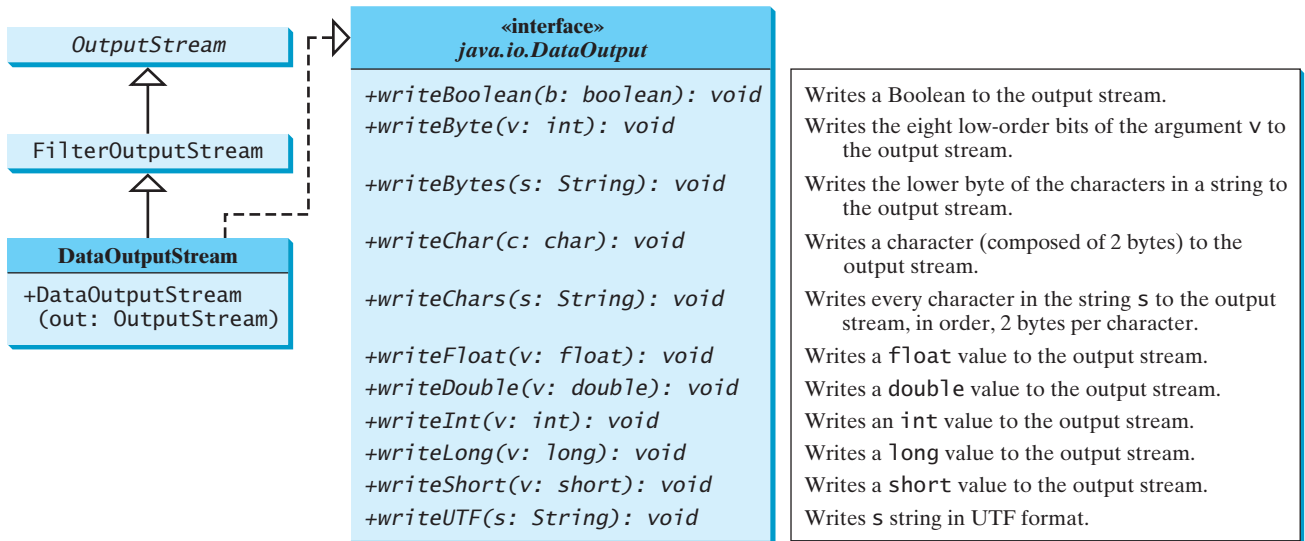 OutputStream
FilterOutputStream
DataOutputStream
+DataOutputStream
(out: OutputStream)
«interface»
java.io.DataOutput
+writeBoolean(b: boolean): void
+writeByte(v: int): void
+writeBytes(s: String): void
+writeChar(c: char): void
+writeChars(s: String): void
+writeFloat(v: float): void
+writeDouble(v: double): void
+writeInt(v: int): void
+writeLong(v: long): void
+writeShort(v: short): void
+writeUTF(s: String): void
Writes a Boolean to the output stream.
Writes the eight low-order bits of the argument v to
the output stream.
Writes the lower byte of the characters in a string to
the output stream.
Writes a character (composed of 2 bytes) to the
output stream.
Writes every character in the string s to the output
stream, in order, 2 bytes per character.
Writes a float value to the output stream.
Writes a double value to the output stream.
Writes an int value to the output stream.
Writes a long value to the output stream.
Writes a short value to the output stream.
Writes s string in UTF format.